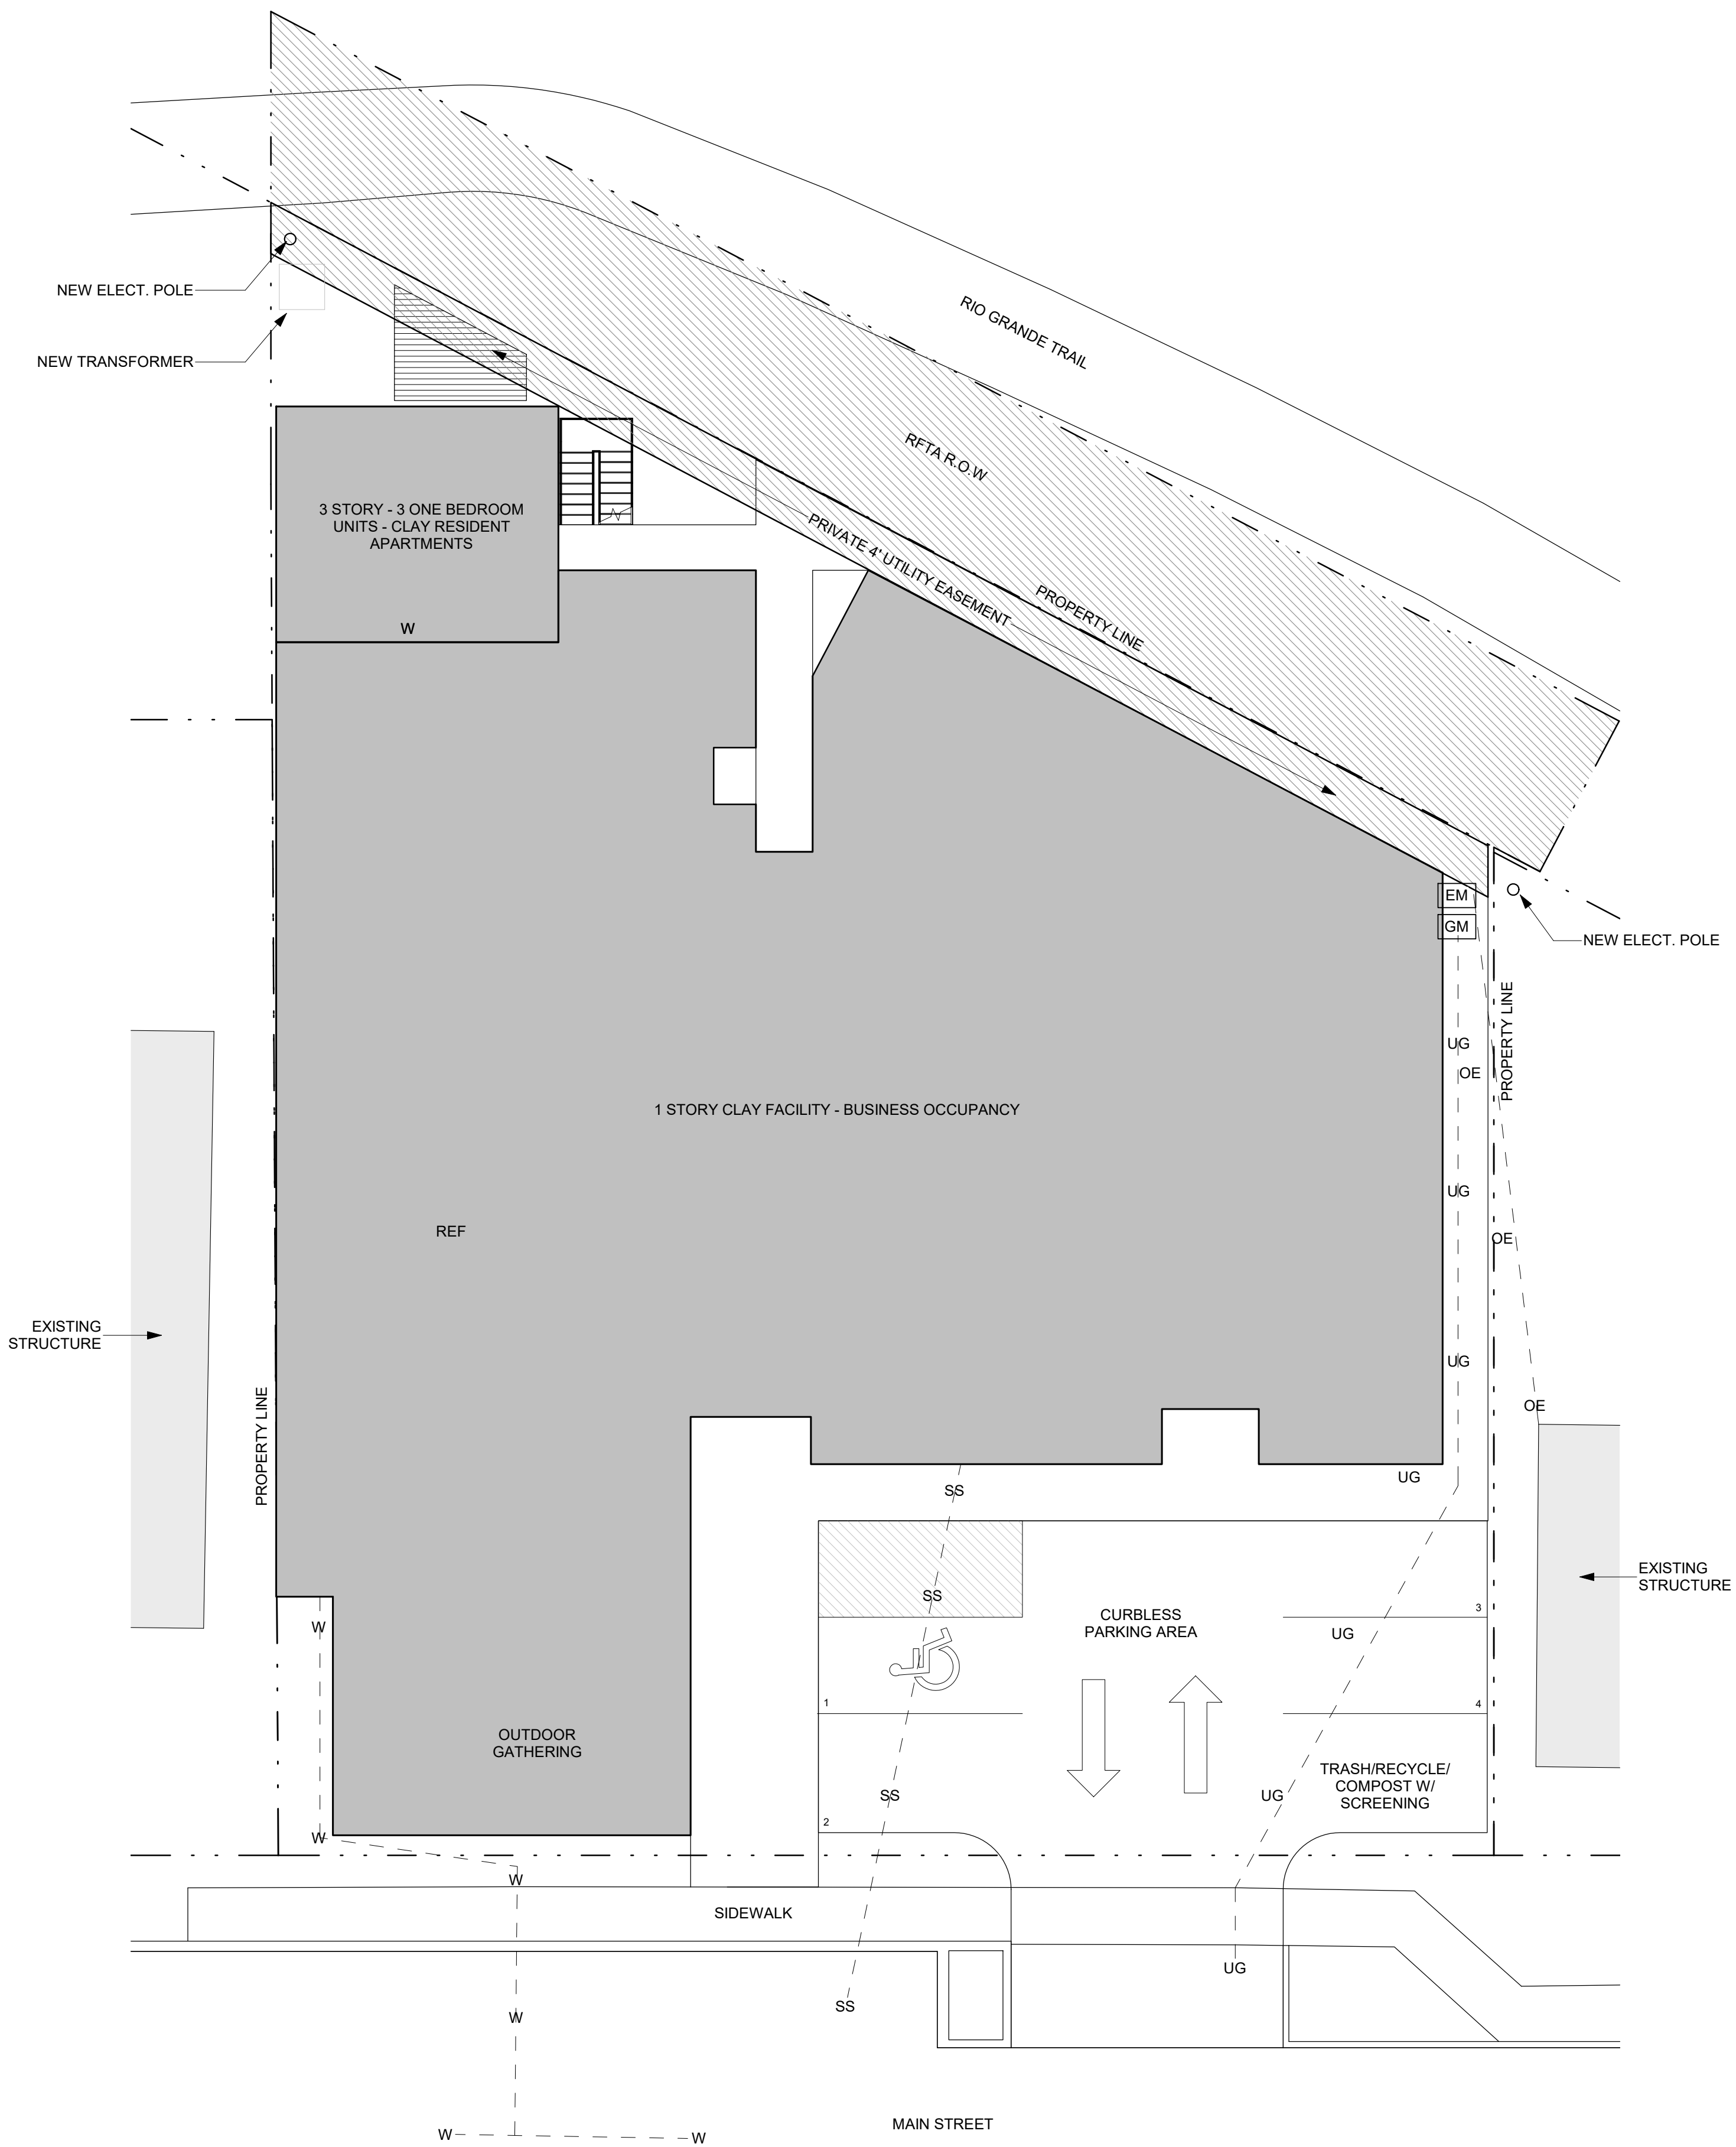 NEW ELECT. POLE
NEW TRANSFORMER
RIO GRANDE TRAIL
RFTA R.O.W
3 STORY - 3 ONE BEDROOM
UNITS - CLAY RESIDENT
APARTMENTS
W
PRIVATE 4' UTILITY EASEMENT
PROPERTY LINE
EM
GM
NEW ELECT. POLE
PROPERTY LINE
UG
OE
1 STORY CLAY FACILITY - BUSINESS OCCUPANCY
UG
REF
OE
EXISTING
STRUCTURE
UG
OE
PROPERTY LINE
UG
SS
EXISTING
STRUCTURE
SS
3
CURBLESS
PARKING AREA
W
UG
1
4
OUTDOOR
GATHERING
TRASH/RECYCLE/
COMPOST W/
SCREENING
SS
UG
2
W
W
SIDEWALK
UG
SS
W
MAIN STREET
W
W